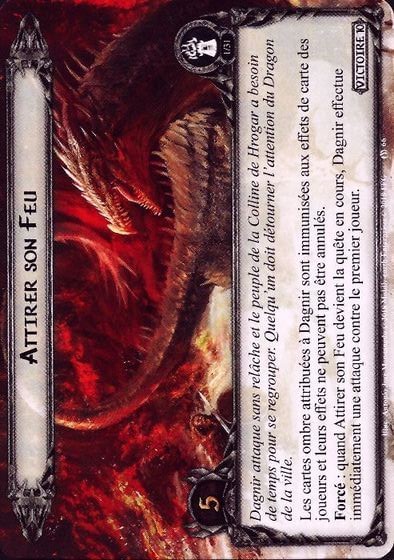 ATTIRER SON FEU
1/31
5
Dagnir attaque sans relâche et le peuple de la Colline de Hrogar a besoin
de temps pour se regrouper. Quelqu'un doit détourner l'attention du Dragon
de la ville.
Les cartes ombre attribuées à Dagnir sont immunisées aux effets de carte des
joueurs et leurs effets ne peuvent pas être annulés.
Forcé : quand Attirer son Feu devient la quête en cours, Dagnir effectue
immédiatement une attaque contre le premier joueur.
VICTOIRE 10
66